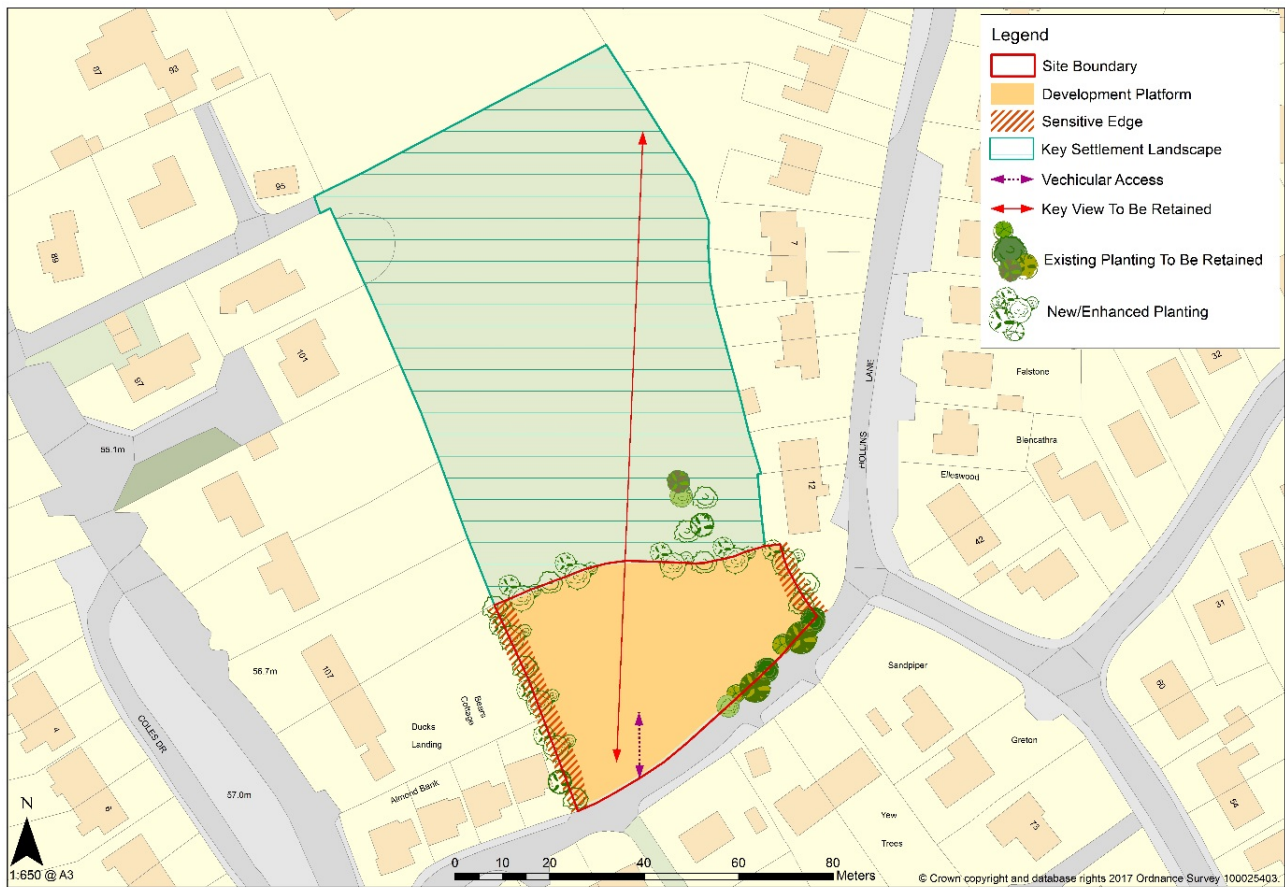 Legend
Site Boundary
Development Platform
Sensitive Edge
Key Settlement Landscape
Vechicular Access
Key View To Be Retained
Existing Planting To Be Retained
New/Enhanced Planting
87
93
95
89
97
101
55.1m
7
12
HOLLINS
LANE
Falstone
32
Blencathra
Elleswood
42
31
56.7m
107
Bears
Cottage
Ducks
Landing
Almond Bank
COLES DR
57.0m
4
6
Sandpiper
Greton
60
54
Yew
Trees
73
N
1:650 @ A3
0 20 40 60 80
Meters
© Crown copyright and database rights 2017 Ordnance Survey 100025403.